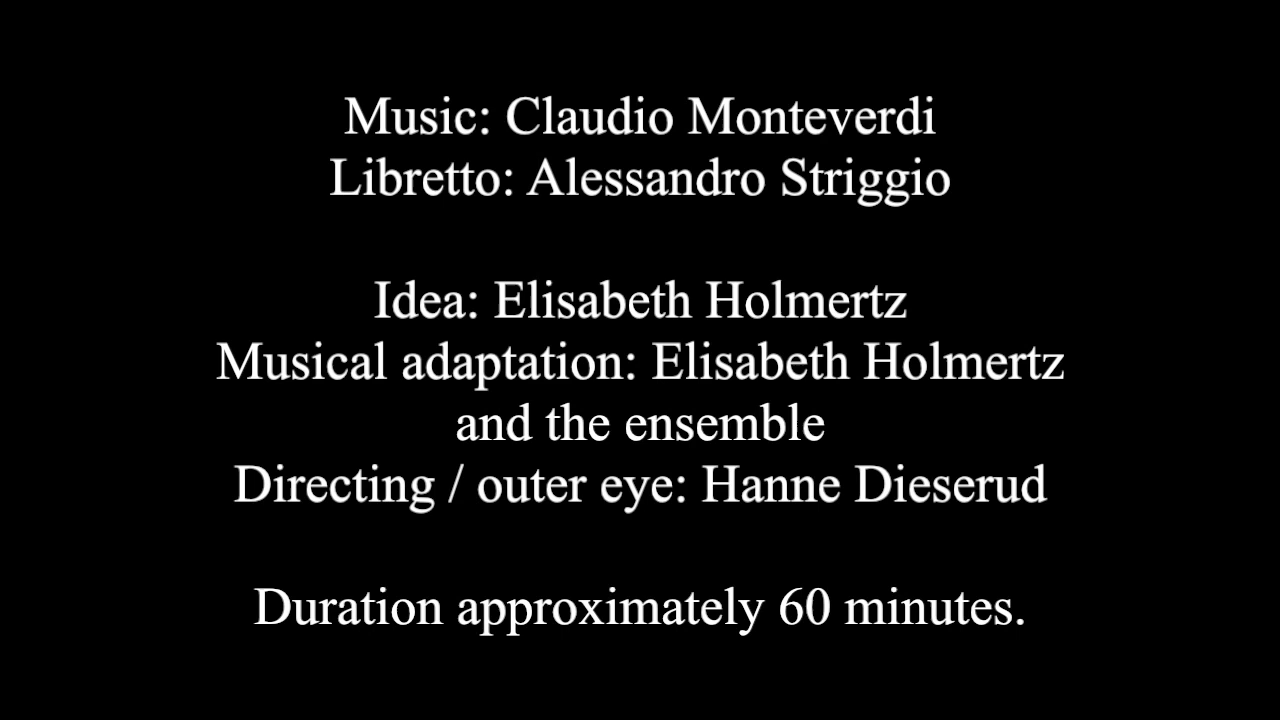 Music: Claudio Monteverdi
Libretto: Alessandro Striggio
Idea: Elisabeth Holmertz
Musical adaptation: Elisabeth Holmertz
and the ensemble
Directing / outer eye: Hanne Dieserud
Duration approximately 60 minutes.